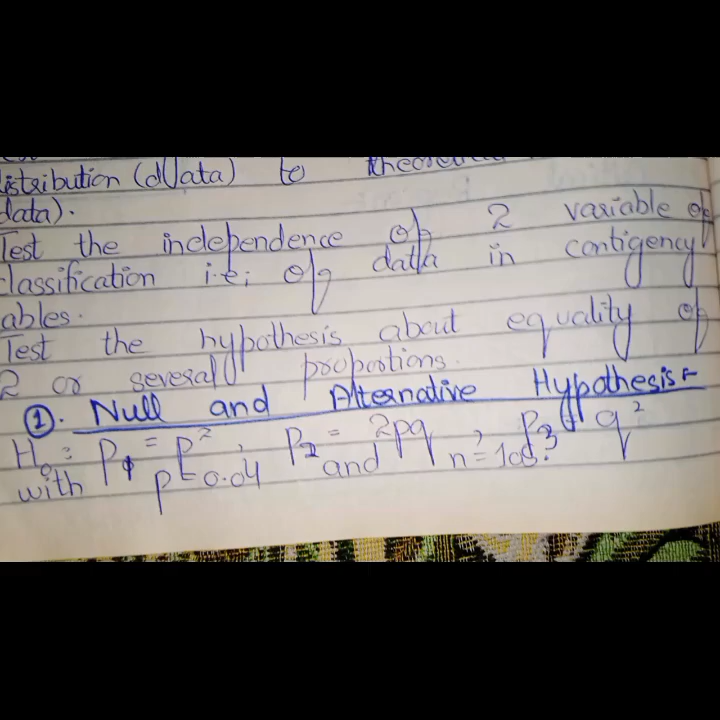 istribution (d/data) to
data).
Test the independence of 2 variable of
lassification i.e; of data in contigency
ables.
Test the hypothesis about equality of
2 or several proportions.
①. Null and Alternative Hypothesis:-
H₀: P₁ = p², P₂ = 2pq, P₃ = q²
with p = 0.04 and n = 103.